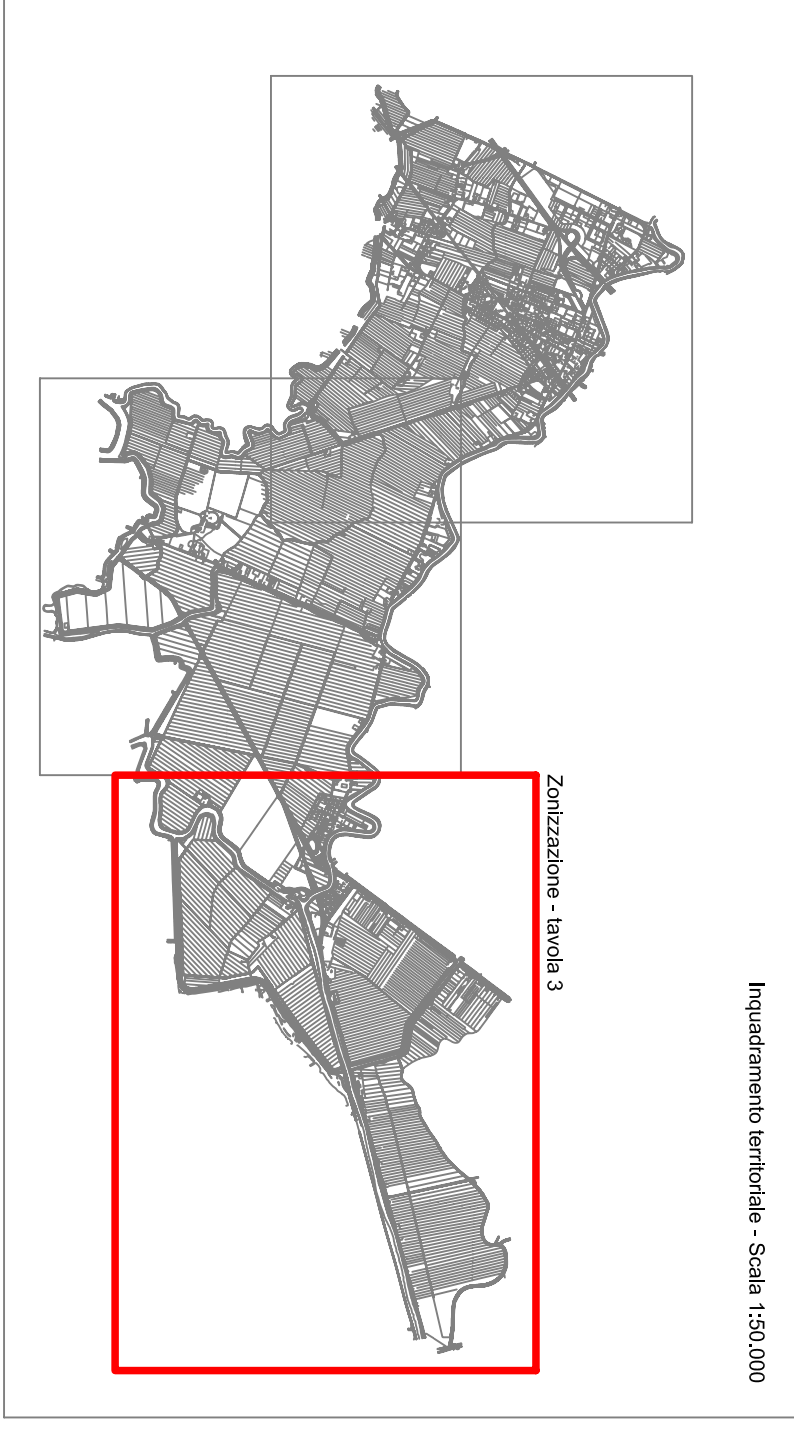 Inquadramento territoriale - Scala 1:50.000
Zonizzazione - tavola 3